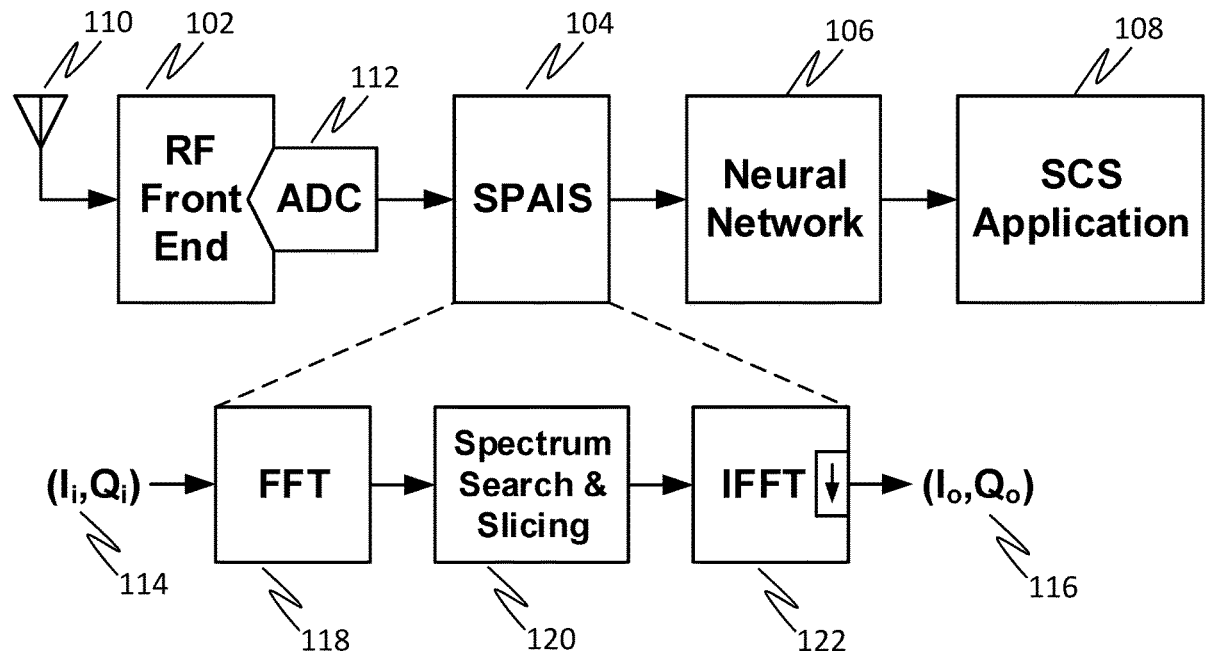 110
102
112
104
106
108
RF
Front
End
ADC
SPAIS
Neural
Network
SCS
Application
(Ii,Qi)
FFT
Spectrum
Search &
Slicing
IFFT
(Io,Qo)
114
118
120
122
116